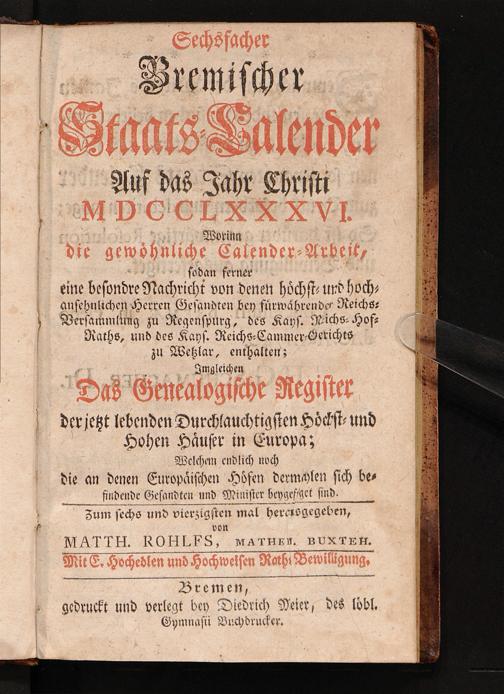 Sechsfacher
Bremischer
Staats-Calender
Auf das Jahr Christi
MDCCLXXXVI.
Worinn
die gewöhnliche Calender-Arbeit,
sodan ferner
eine besondre Nachricht von denen höchst- und hoch-
ansehnlichen Herren Gesandten bey fürwährender Reichs-
Versammlung zu Regenspurg, des Kays. Reichs-Hof-
Raths, und des Kays. Reichs-Cammer-Gerichts
zu Wetzlar, enthalten;
Imgleichen
Das Genealogische Register
der jetzt lebenden Durchlauchtigsten Höchst- und
Hohen Häuser in Europa;
Welchem endlich noch
die an denen Europäischen Höfen dermahlen sich be-
findende Gesandten und Minister beygefüget sind.
Zum sechs und vierzigsten mal herausgegeben,
von
MATTH. ROHLFS, MATHEM. BUXTEH.
Mit E. Hochedlen und Hochweisen Raths Bewilligung.
Bremen,
gedruckt und verlegt bey Diedrich Meier, des löbl.
Gymnasii Buchdrucker.